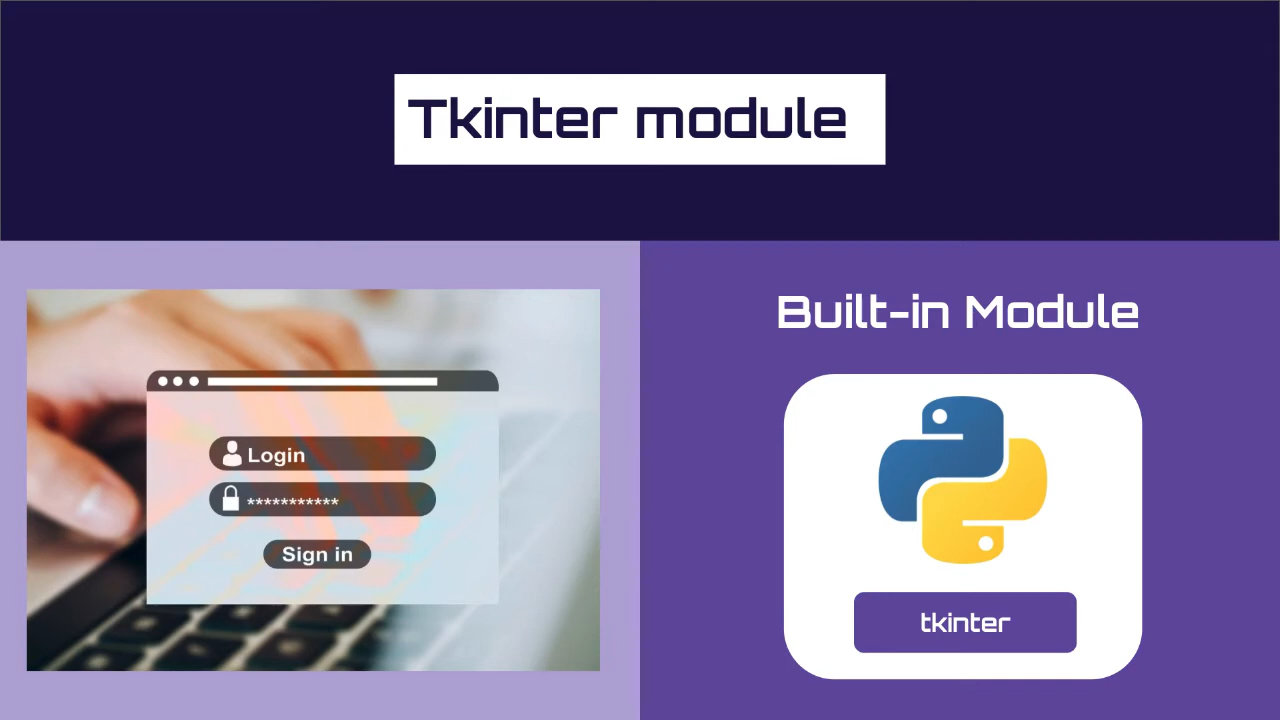 Tkinter module
Built-in Module
Login
***********
Sign in
tkinter